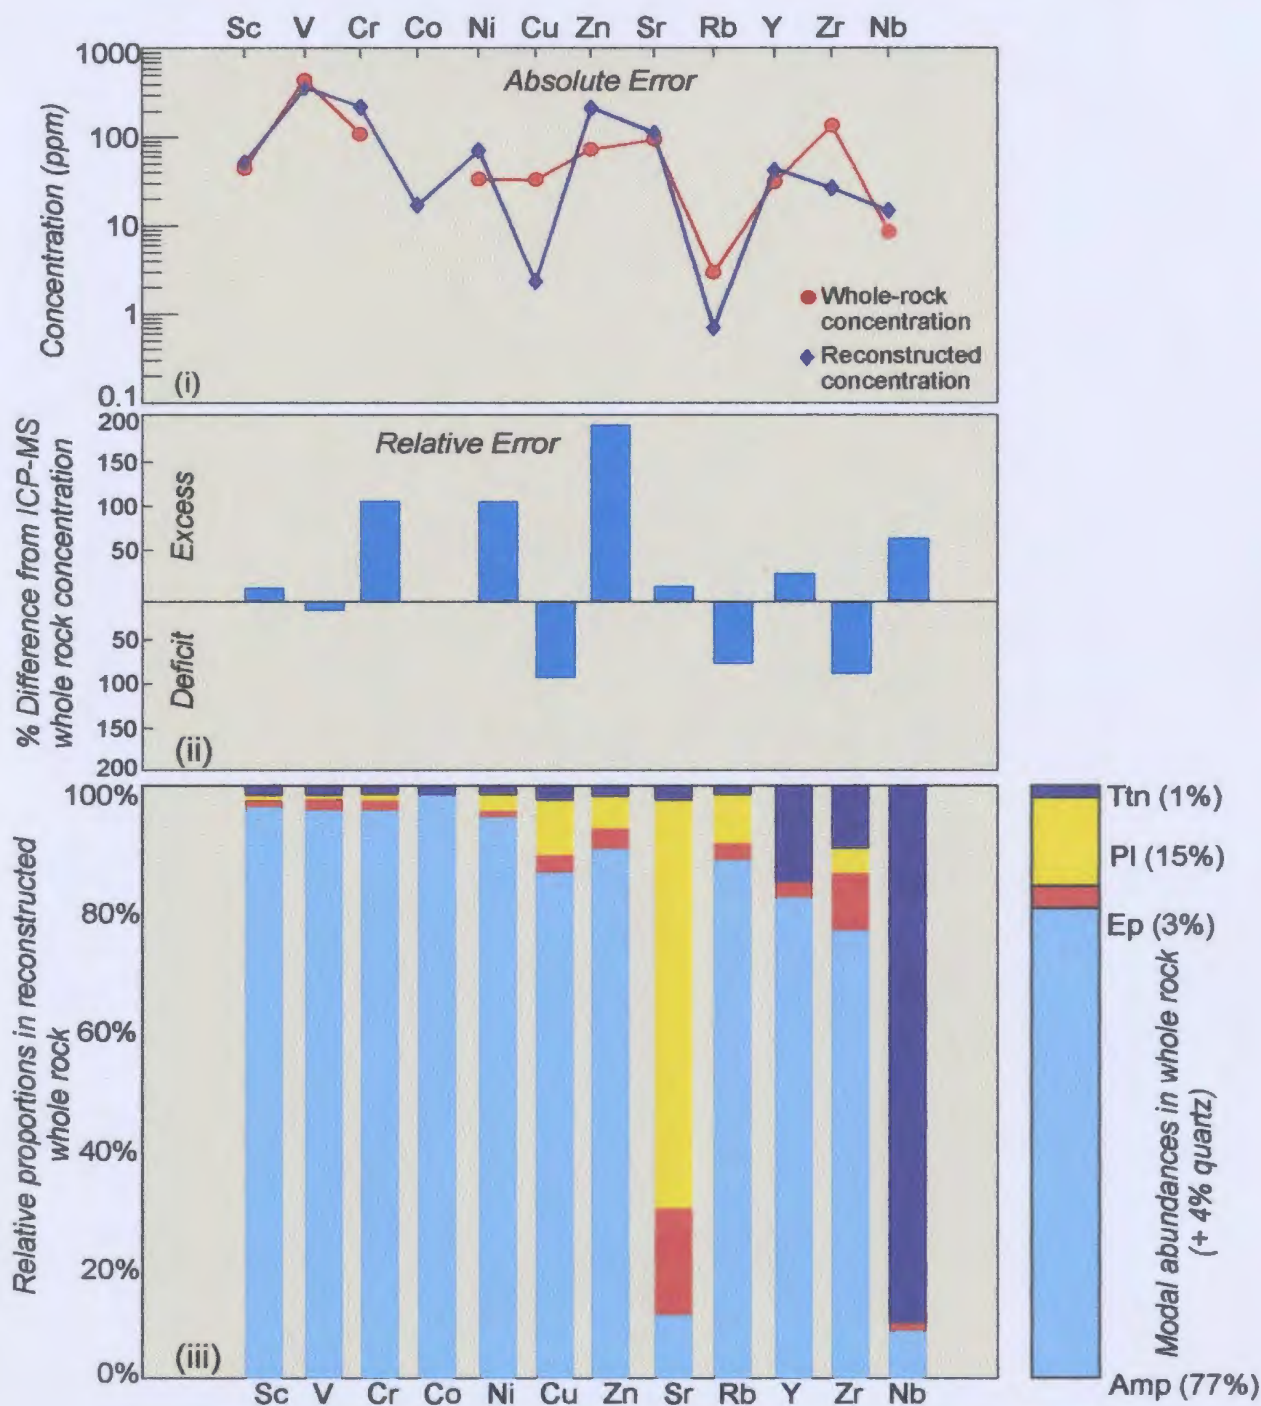 Sc V Cr Co Ni Cu Zn Sr Rb Y Zr Nb
Absolute Error
Concentration (ppm)
1000
100
10
1
0.1
Whole-rock
concentration
Reconstructed
concentration
(i)
Relative Error
% Difference from ICP-MS
whole rock concentration
Excess
Deficit
200
150
100
50
50
100
150
200
(ii)
Relative proportions in reconstructed
whole rock
100%
80%
60%
40%
20%
0%
(iii)
Sc V Cr Co Ni Cu Zn Sr Rb Y Zr Nb
Ttn (1%)
Pl (15%)
Ep (3%)
Amp (77%)
Modal abundances in whole rock
(+ 4% quartz)